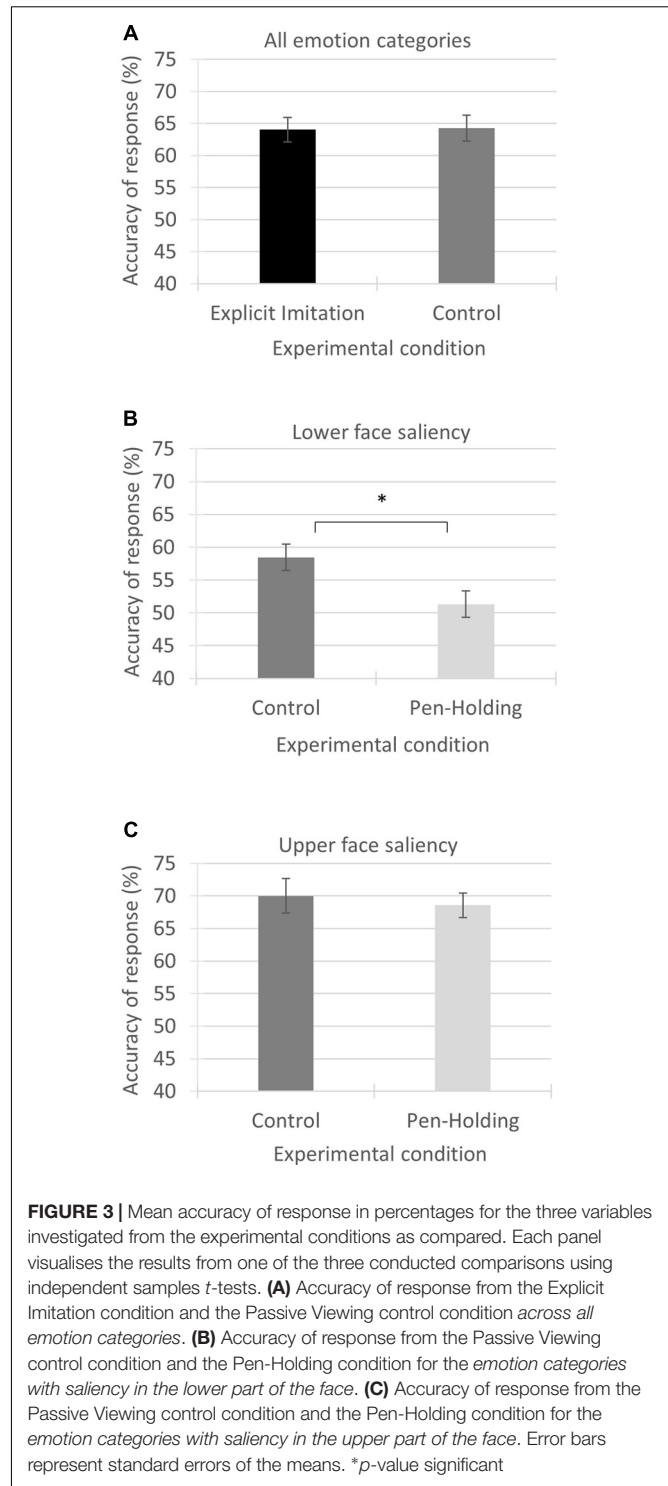 A
All emotion categories
75
70
65
60
55
50
45
40
Accuracy of response (%)
Explicit Imitation Control
Experimental condition
B
Lower face saliency
75
70
65
60
55
50
45
40
Accuracy of response (%)
*
Control Pen-Holding
Experimental condition
C
Upper face saliency
75
70
65
60
55
50
45
40
Accuracy of response (%)
Control Pen-Holding
Experimental condition
FIGURE 3 | Mean accuracy of response in percentages for the three variables
investigated from the experimental conditions as compared. Each panel
visualises the results from one of the three conducted comparisons using
independent samples t-tests. (A) Accuracy of response from the Explicit
Imitation condition and the Passive Viewing control condition across all
emotion categories. (B) Accuracy of response from the Passive Viewing
control condition and the Pen-Holding condition for the emotion categories
with saliency in the lower part of the face. (C) Accuracy of response from the
Passive Viewing control condition and the Pen-Holding condition for the
emotion categories with saliency in the upper part of the face. Error bars
represent standard errors of the means. *p-value significant